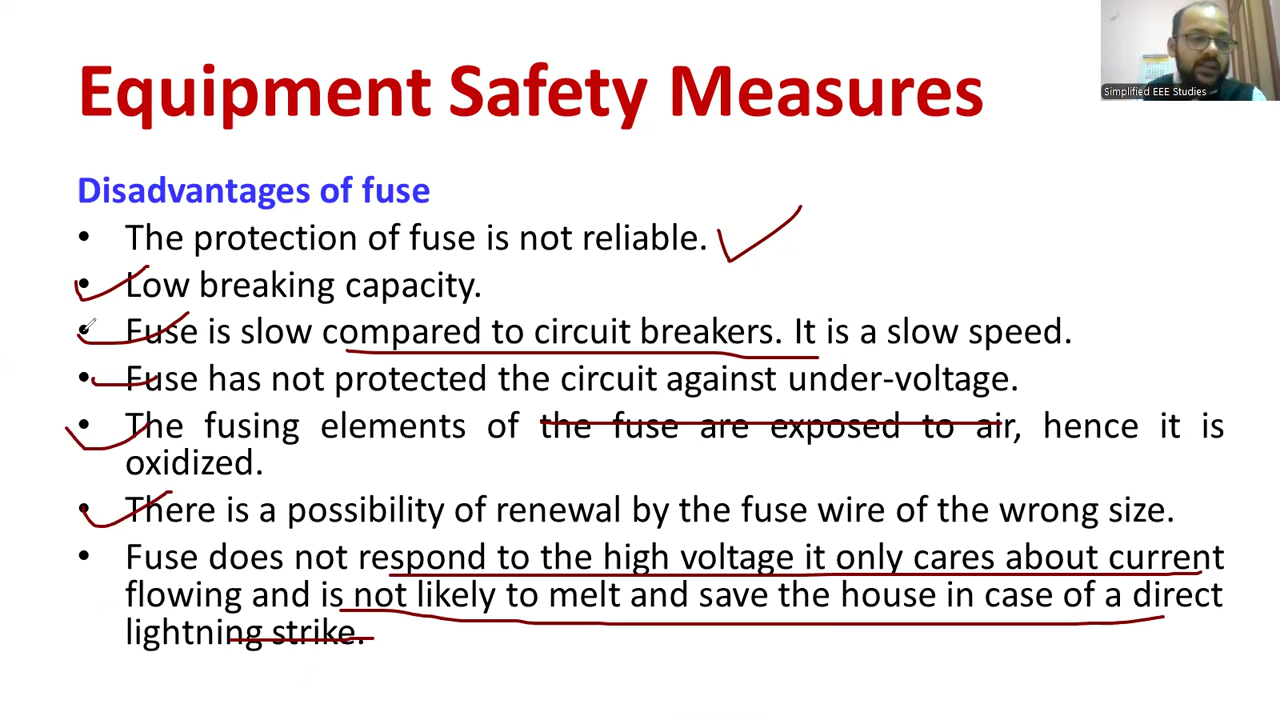 Equipment Safety Measures
Simplified EEE Studies
Disadvantages of fuse
• The protection of fuse is not reliable.
• Low breaking capacity.
• Fuse is slow compared to circuit breakers. It is a slow speed.
• Fuse has not protected the circuit against under-voltage.
• The fusing elements of the fuse are exposed to air, hence it is
oxidized.
• There is a possibility of renewal by the fuse wire of the wrong size.
• Fuse does not respond to the high voltage it only cares about current
flowing and is not likely to melt and save the house in case of a direct
lightning strike.